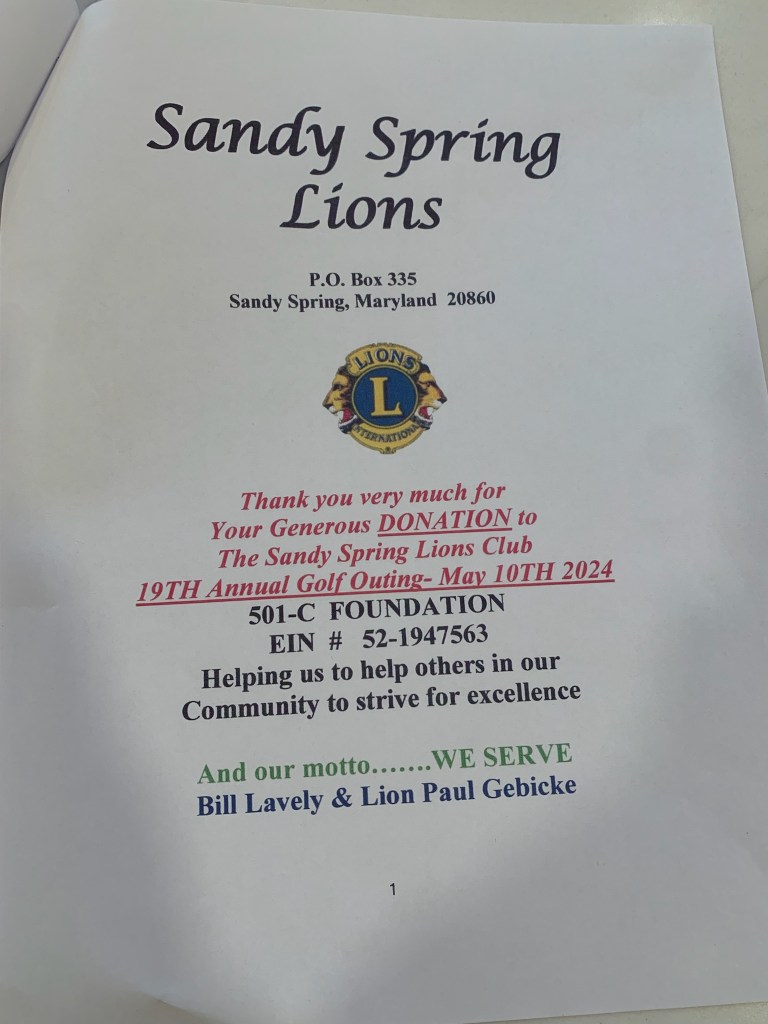 Sandy Spring
Lions
P.O. Box 335
Sandy Spring, Maryland 20860
LIONS
L
INTERNATIONAL
Thank you very much for
Your Generous DONATION to
The Sandy Spring Lions Club
19TH Annual Golf Outing- May 10TH 2024
501-C FOUNDATION
EIN # 52-1947563
Helping us to help others in our
Community to strive for excellence
And our motto…….WE SERVE
Bill Lavely & Lion Paul Gebicke
1